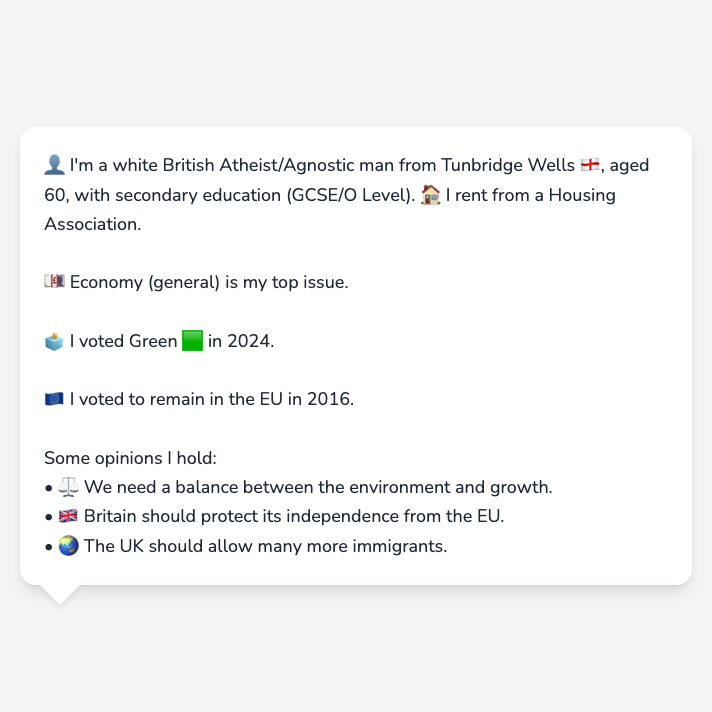 👤 I'm a white British Atheist/Agnostic man from Tunbridge Wells 🏴󠁧󠁢󠁥󠁮󠁧󠁿, aged
60, with secondary education (GCSE/O Level). 🏠 I rent from a Housing
Association.
💷 Economy (general) is my top issue.
🗳️ I voted Green 🟩 in 2024.
🇪🇺 I voted to remain in the EU in 2016.
Some opinions I hold:
• ⚖️ We need a balance between the environment and growth.
• 🇬🇧 Britain should protect its independence from the EU.
• 🌏 The UK should allow many more immigrants.